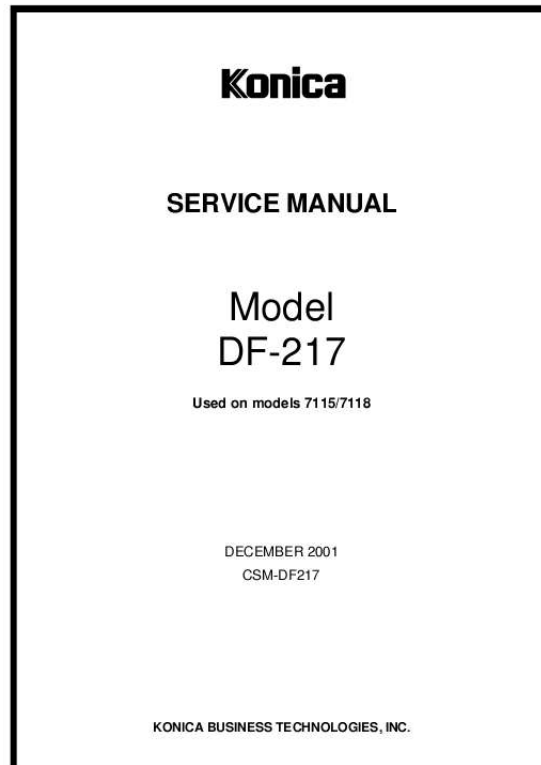 Konica
SERVICE MANUAL
Model
DF-217
Used on models 7115/7118
DECEMBER 2001
CSM-DF217
KONICA BUSINESS TECHNOLOGIES, INC.